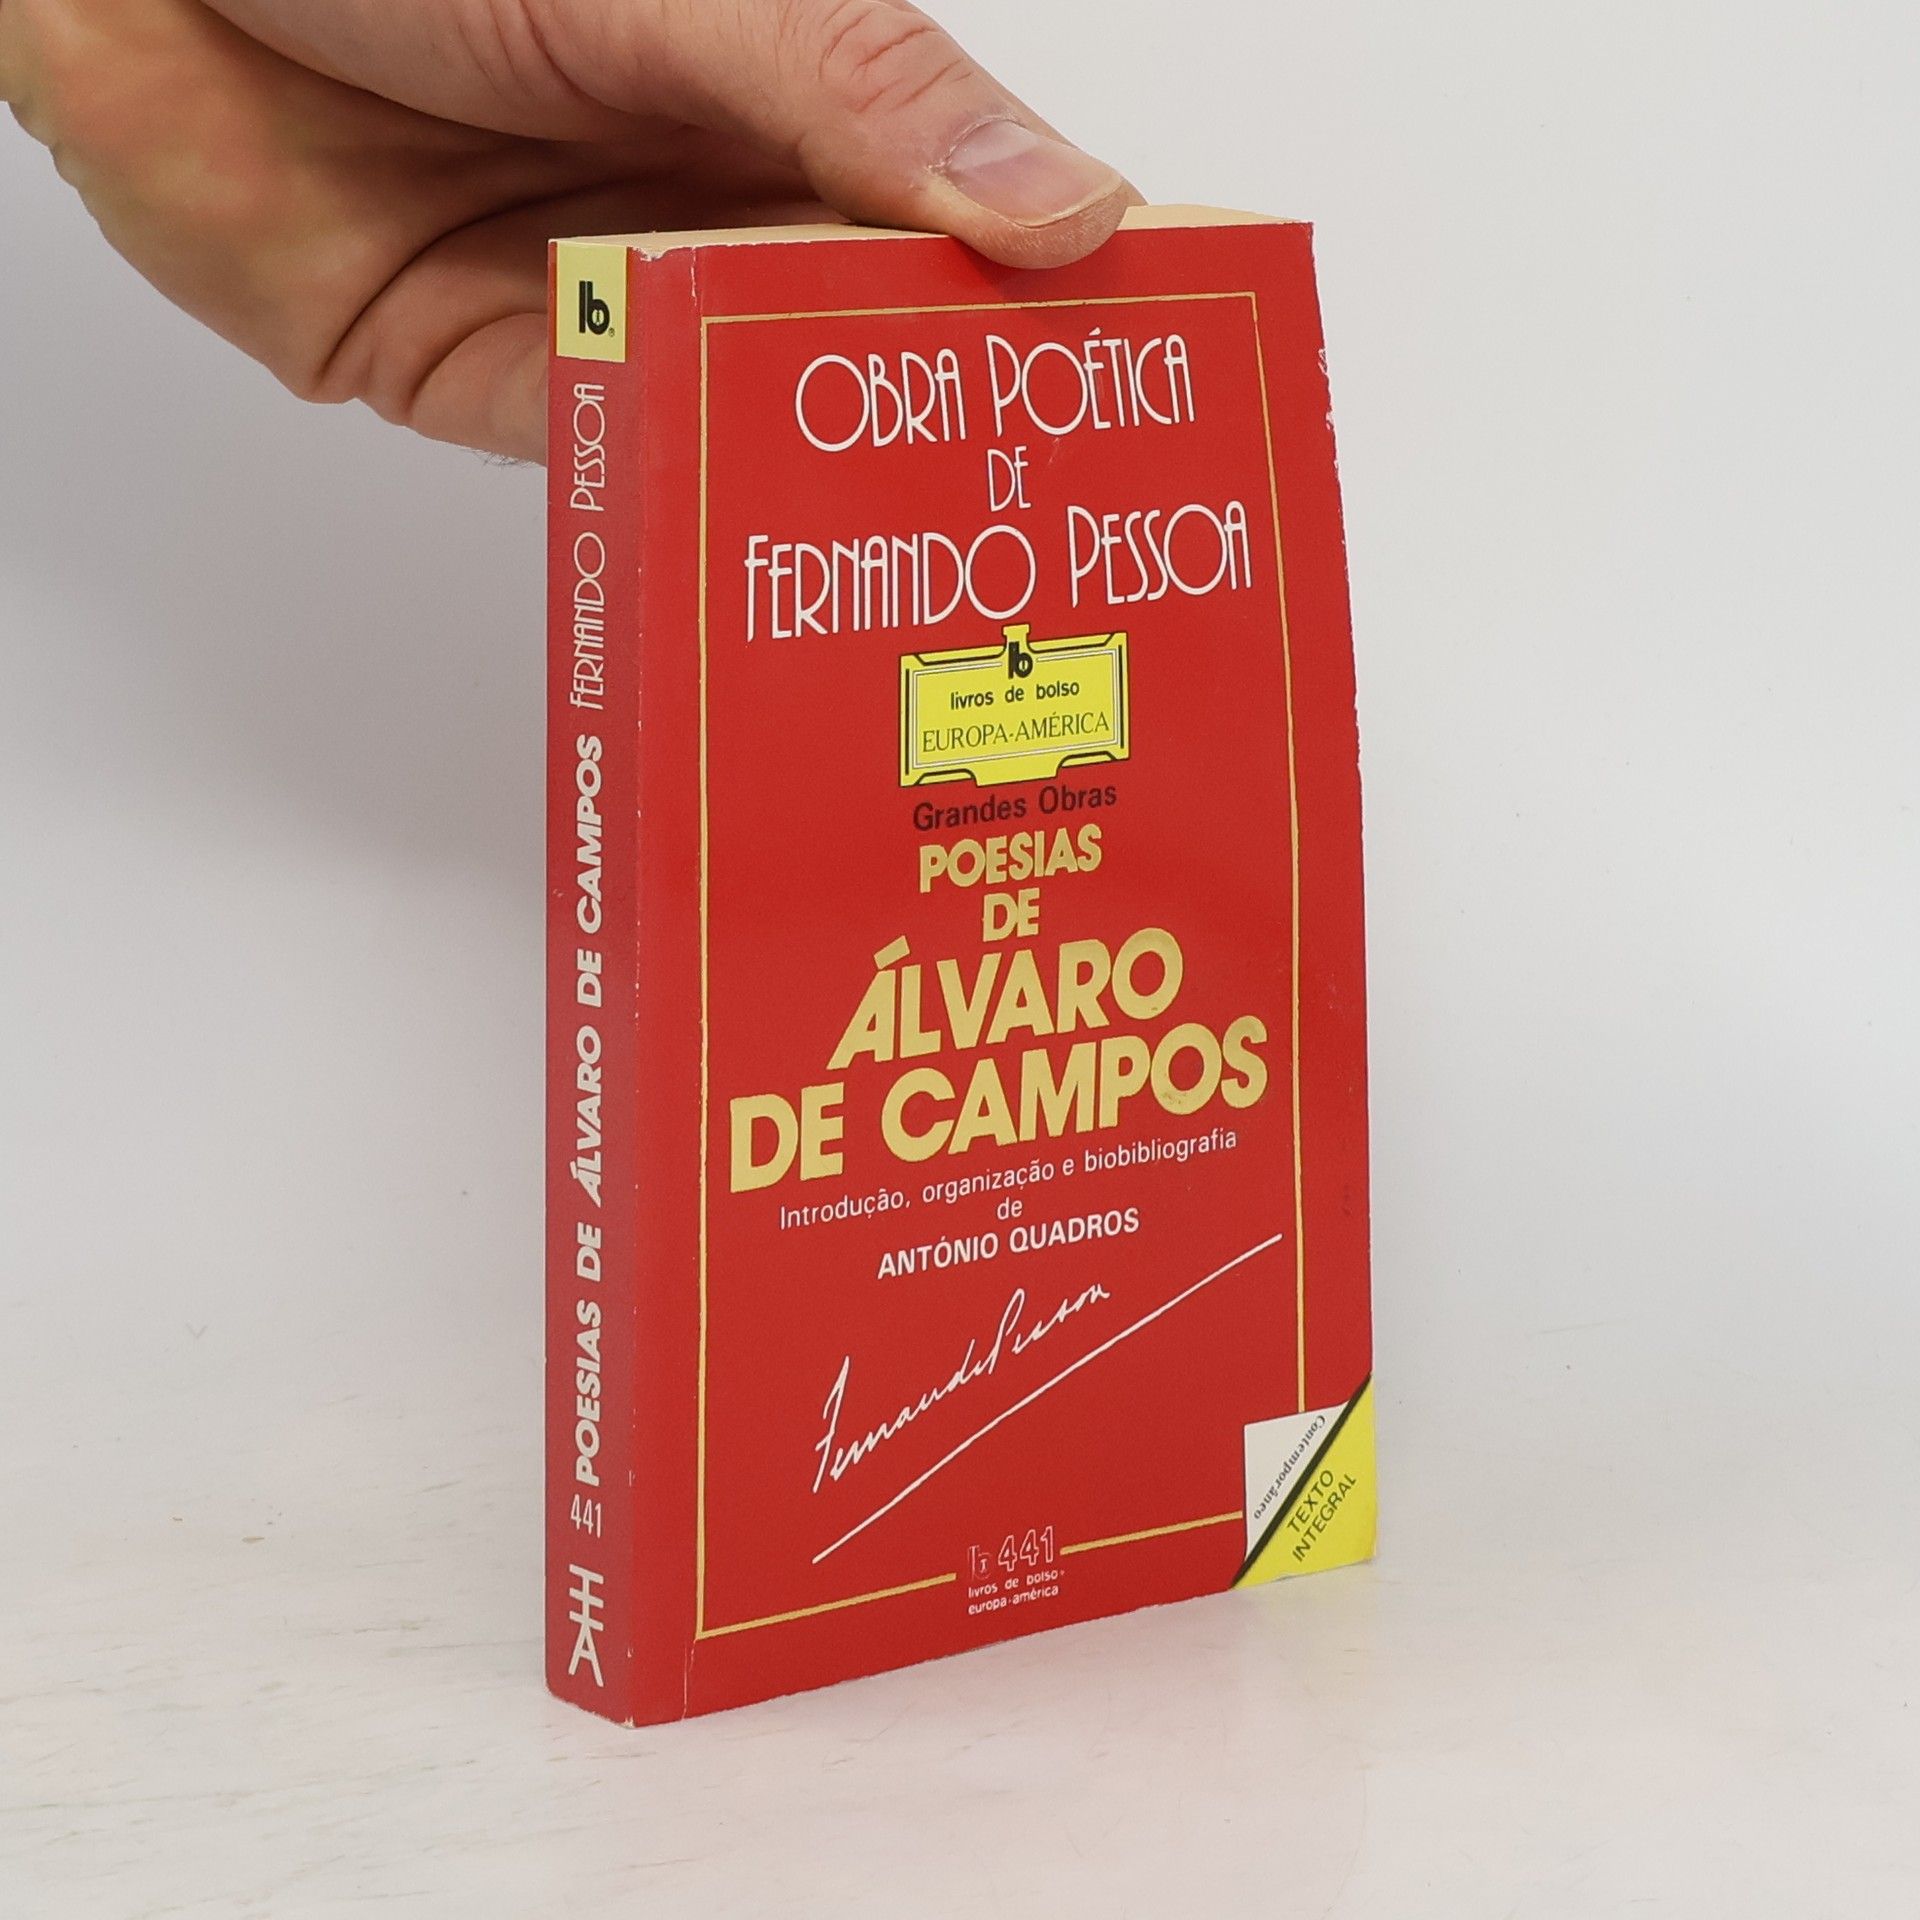 lb
FERNANDO PESSOA
POESIAS DE ÁLVARO DE CAMPOS
441
OBRA POÉTICA
DE
FERNANDO PESSOA
lb
livros de bolso
EUROPA-AMÉRICA
Grandes Obras
POESIAS
DE
ÁLVARO
DE CAMPOS
Introdução, organização e biobibliografia
de
ANTÓNIO QUADROS
Fernando Pessoa
Contemporâneo
TEXTO
INTEGRAL
lb 441
livros de bolso
europa-américa